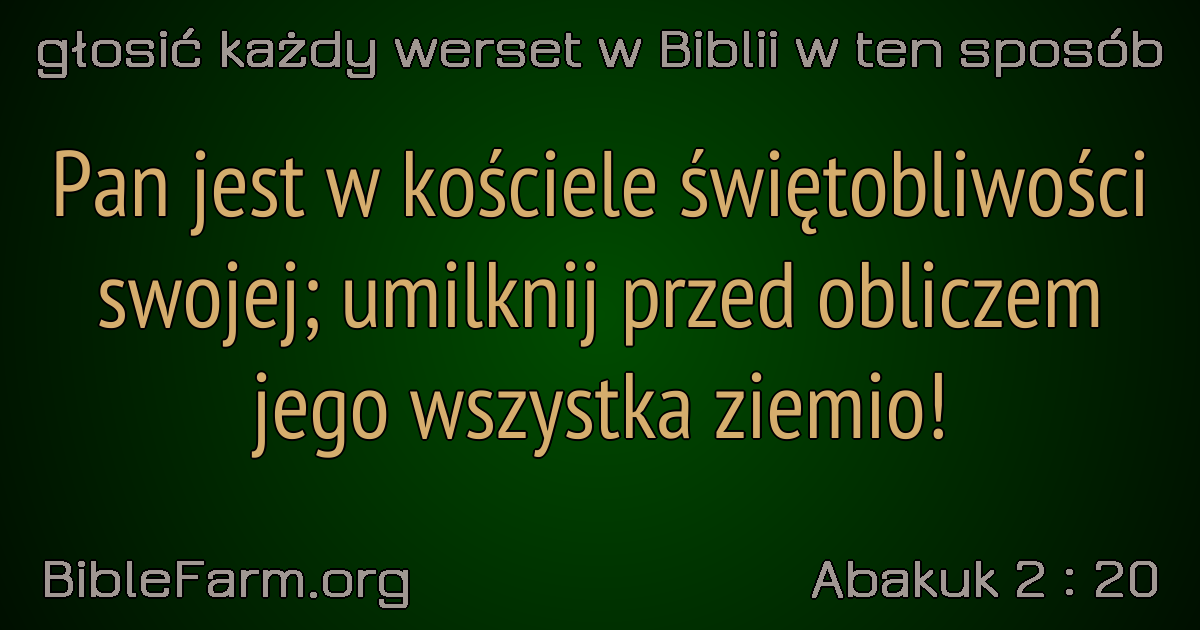 głosić każdy werset w Biblii w ten sposób
Pan jest w kościele świętobliwości
swojej; umilknij przed obliczem
jego wszystka ziemio!
BibleFarm.org
Abakuk 2 : 20